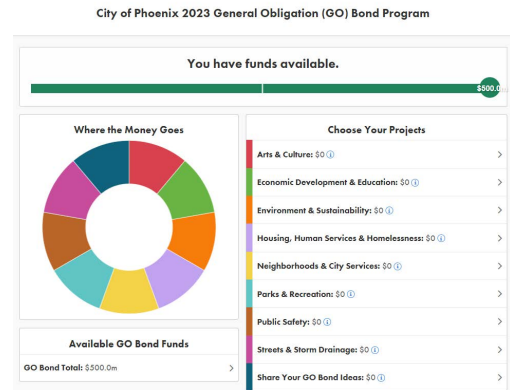 City of Phoenix 2023 General Obligation (GO) Bond Program
You have funds available.
$500.0
Where the Money Goes
Available GO Bond Funds
GO Bond Total: $500.0m
Choose Your Projects
Arts & Culture: $0
Economic Development & Education: $0
Environment & Sustainability: $0
Housing, Human Services & Homelessness: $0
Neighborhoods & City Services: $0
Parks & Recreation: $0
Public Safety: $0
Streets & Storm Drainage: $0
Share Your GO Bond Ideas: $0